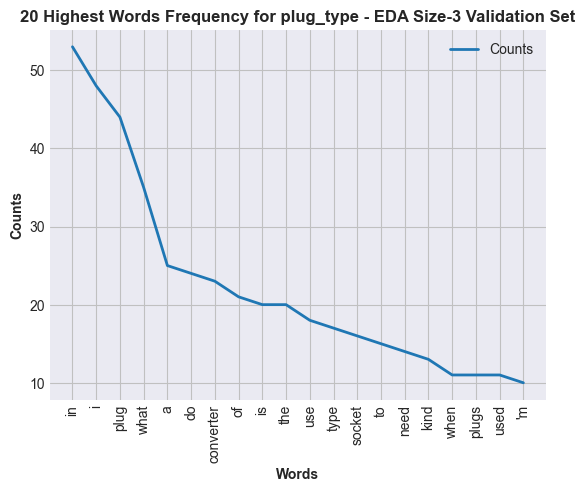 20 Highest Words Frequency for plug_type - EDA Size-3 Validation Set
Counts
50
40
30
20
10
Counts
in
i
plug
what
a
do
converter
of
is
the
use
type
socket
to
need
kind
when
plugs
used
'm
Words